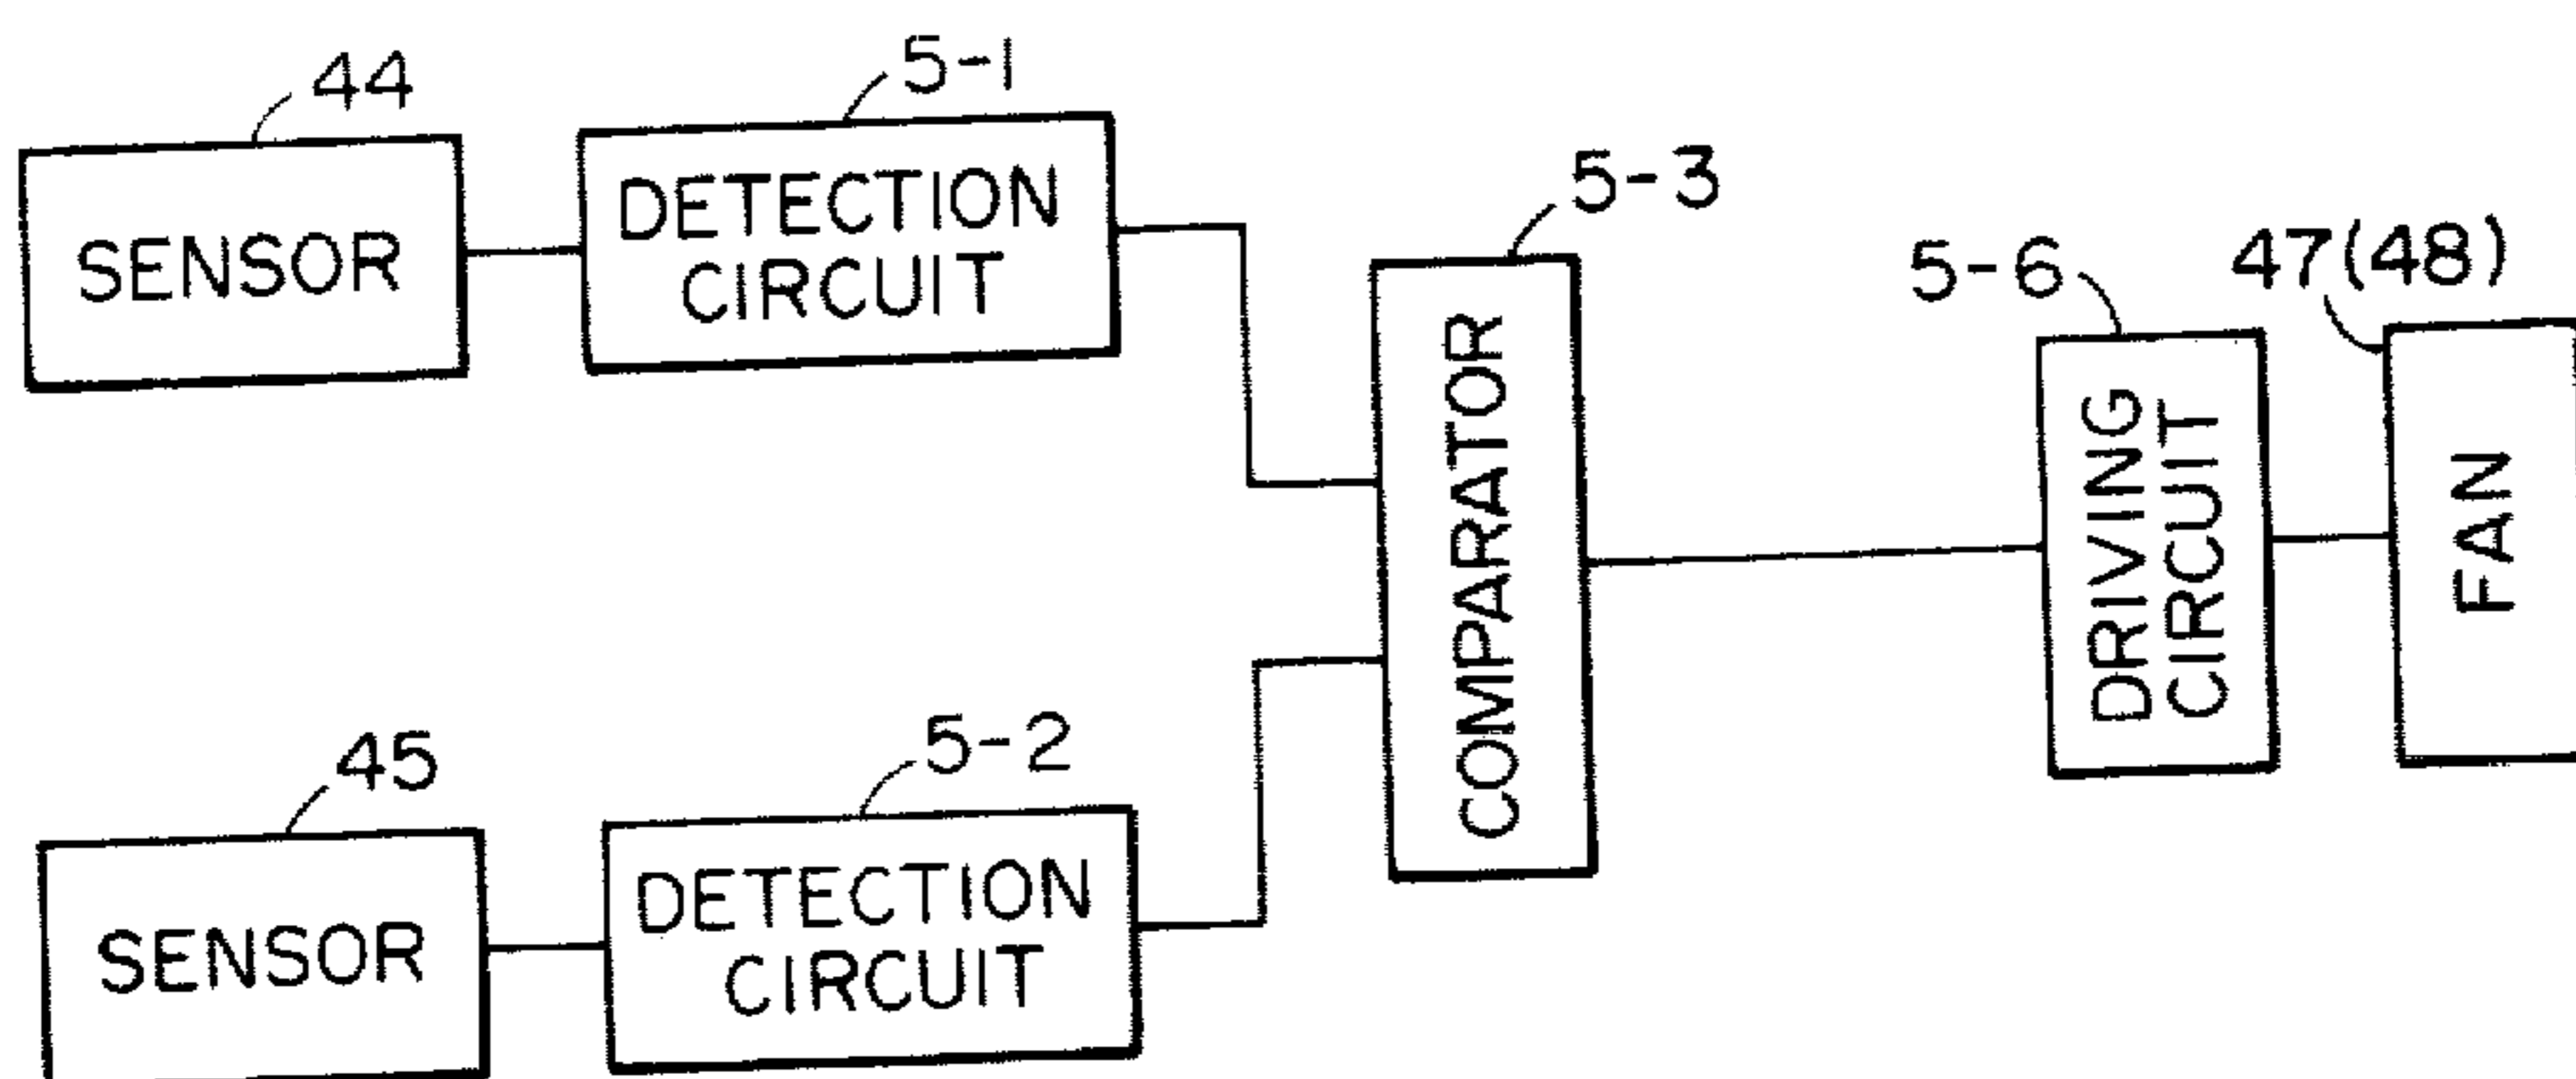 44
SENSOR
5-1
DETECTION
CIRCUIT
5-3
COMPARATOR
5-6
DRIVING
CIRCUIT
47(48)
FAN
45
SENSOR
5-2
DETECTION
CIRCUIT